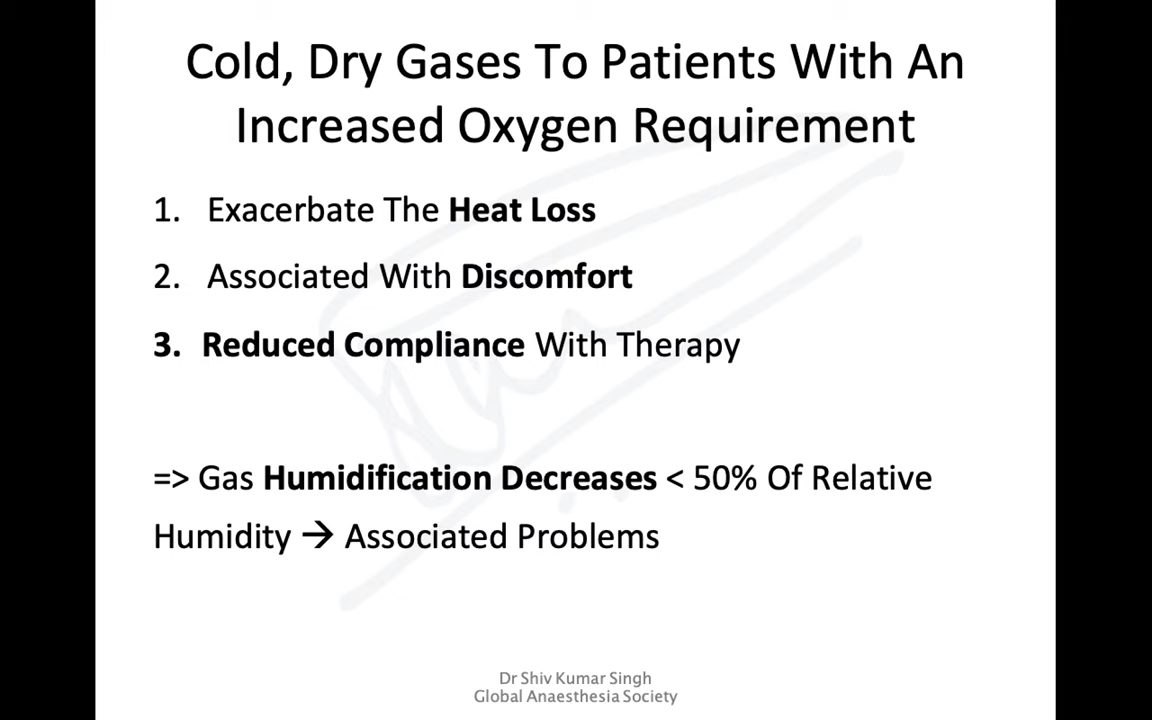 Cold, Dry Gases To Patients With An
Increased Oxygen Requirement
1. Exacerbate The Heat Loss
2. Associated With Discomfort
3. Reduced Compliance With Therapy
=> Gas Humidification Decreases < 50% Of Relative
Humidity → Associated Problems
Dr Shiv Kumar Singh
Global Anaesthesia Society